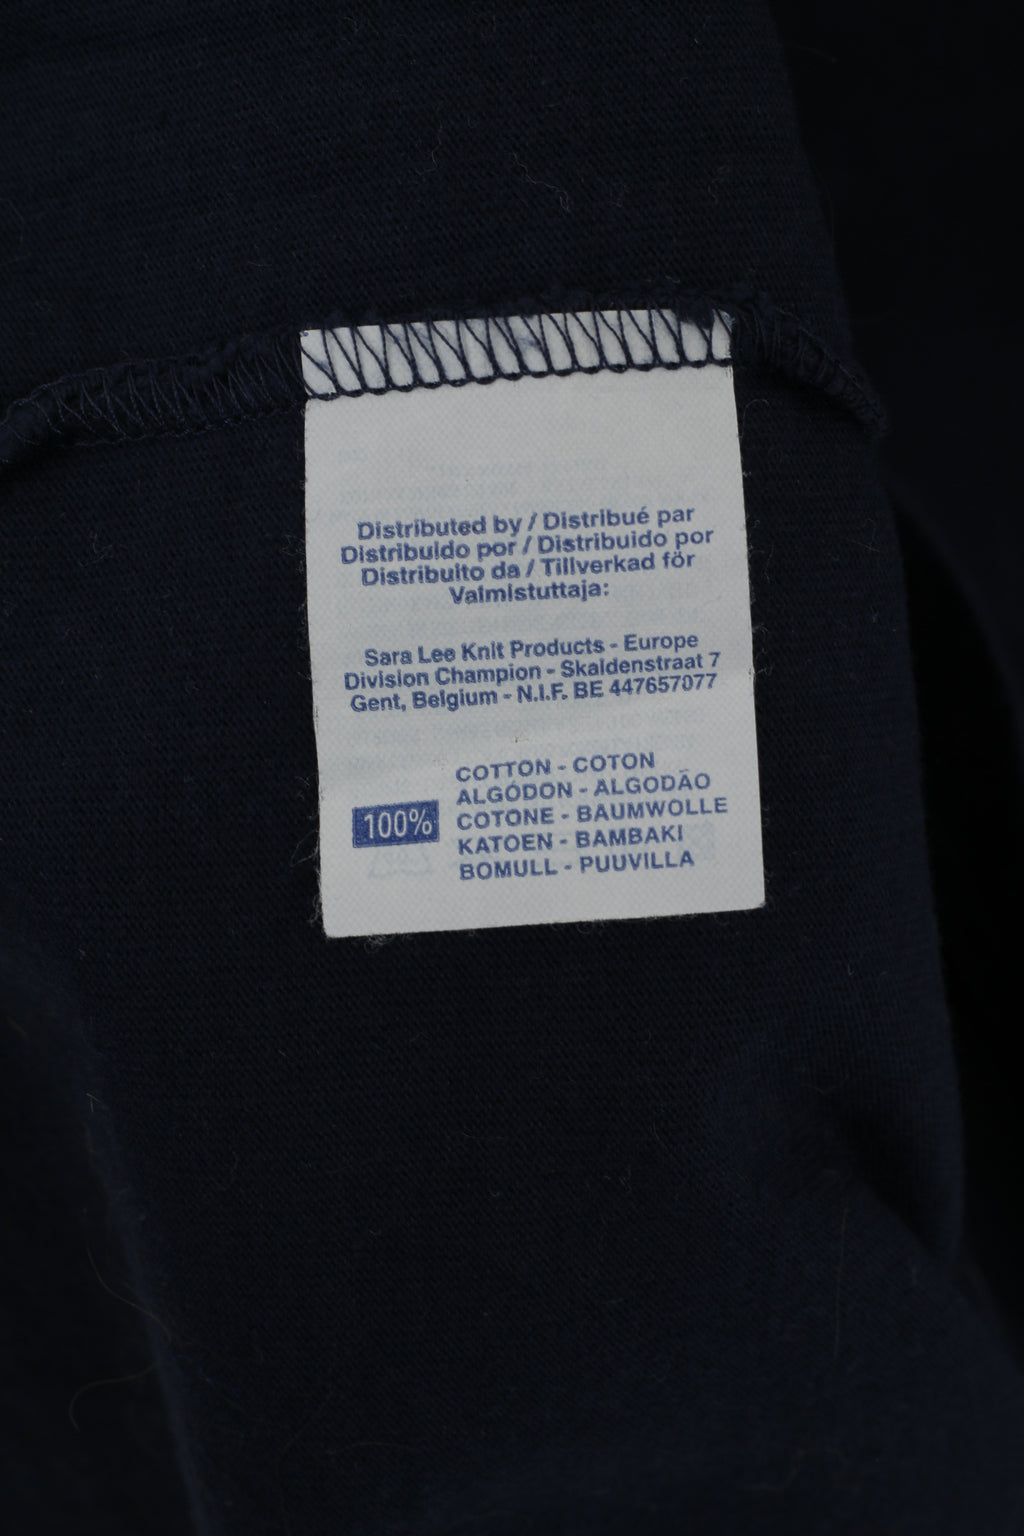 Distributed by / Distribué par
Distribuido por / Distribuido por
Distribuito da / Tillverkad för
Valmistuttaja:
Sara Lee Knit Products - Europe
Division Champion - Skaldenstraat 7
Gent, Belgium - N.I.F. BE 447657077
COTTON - COTON
ALGÓDON - ALGODÃO
100% COTONE - BAUMWOLLE
KATOEN - BAMBAKI
BOMULL - PUUVILLA